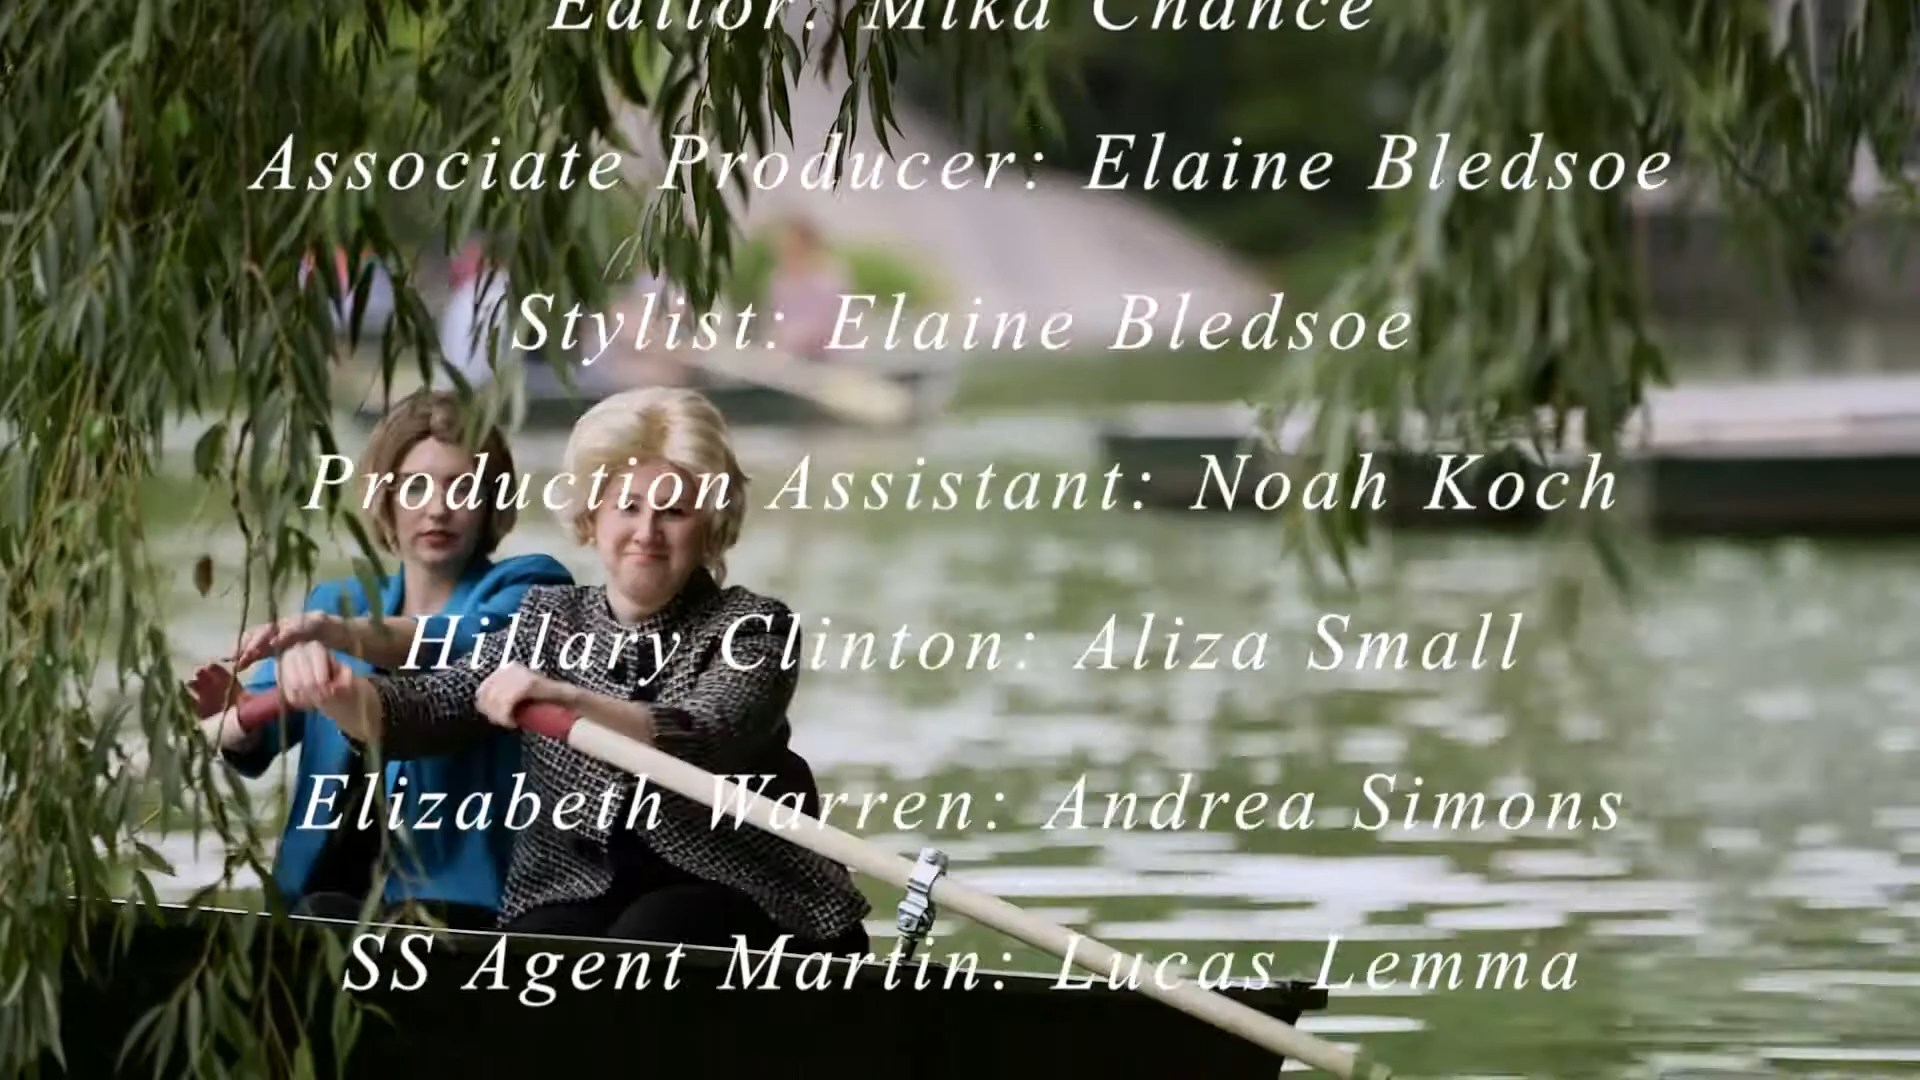 Editor: Mika Chance
Associate Producer: Elaine Bledsoe
Stylist: Elaine Bledsoe
Production Assistant: Noah Koch
Hillary Clinton: Aliza Small
Elizabeth Warren: Andrea Simons
SS Agent Martin: Lucas Lemma